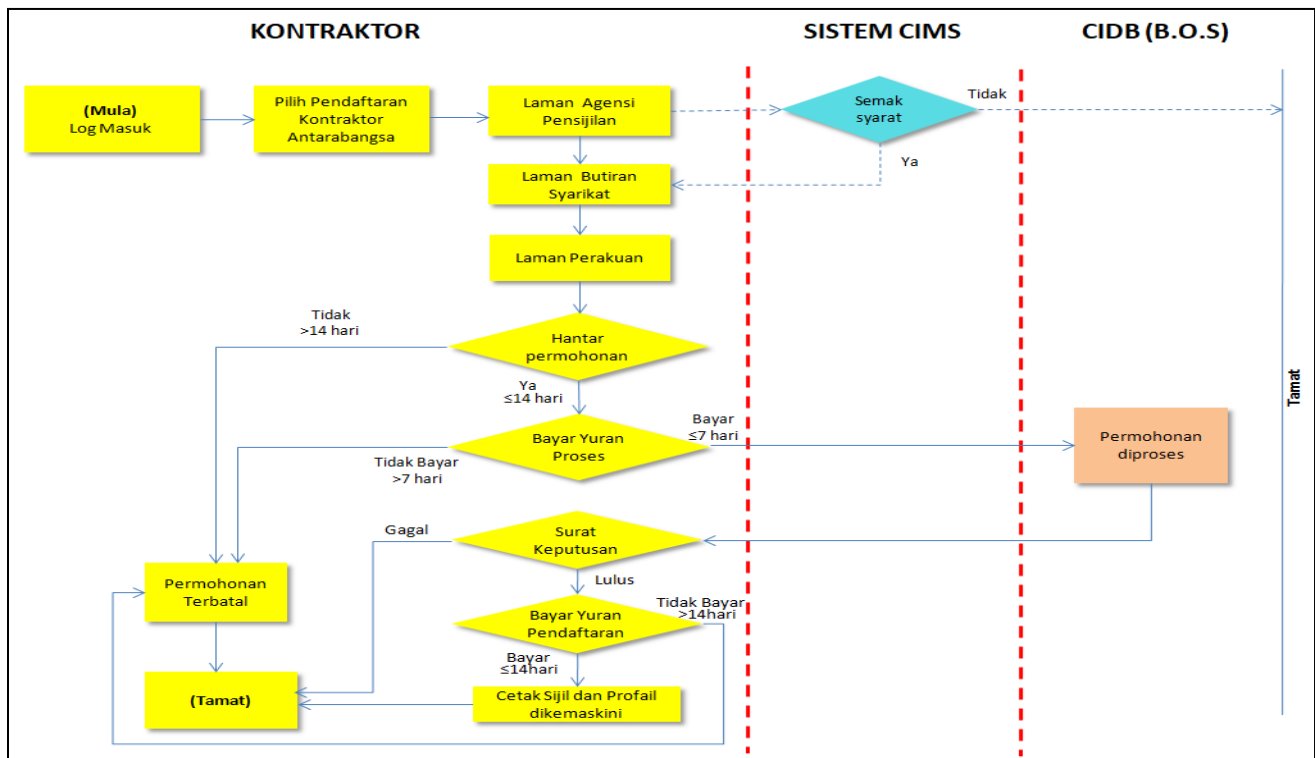 KONTRAKTOR
SISTEM CIMS
CIDB (B.O.S)
(Mula)
Log Masuk
Pilih Pendaftaran
Kontraktor
Antarabangsa
Laman Agensi
Pensijilan
Semak
syarat
Tidak
Ya
Laman Butiran
Syarikat
Laman Perakuan
Tidak
>14 hari
Hantar
permohonan
Ya
≤14 hari
Bayar Yuran
Proses
Bayar
≤7 hari
Permohonan
diproses
Tamat
Tidak Bayar
>7 hari
Gagal
Surat
Keputusan
Lulus
Permohonan
Terbatal
Bayar Yuran
Pendaftaran
Tidak Bayar
>14hari
Bayar
≤14hari
(Tamat)
Cetak Sijil dan Profail
dikemaskini